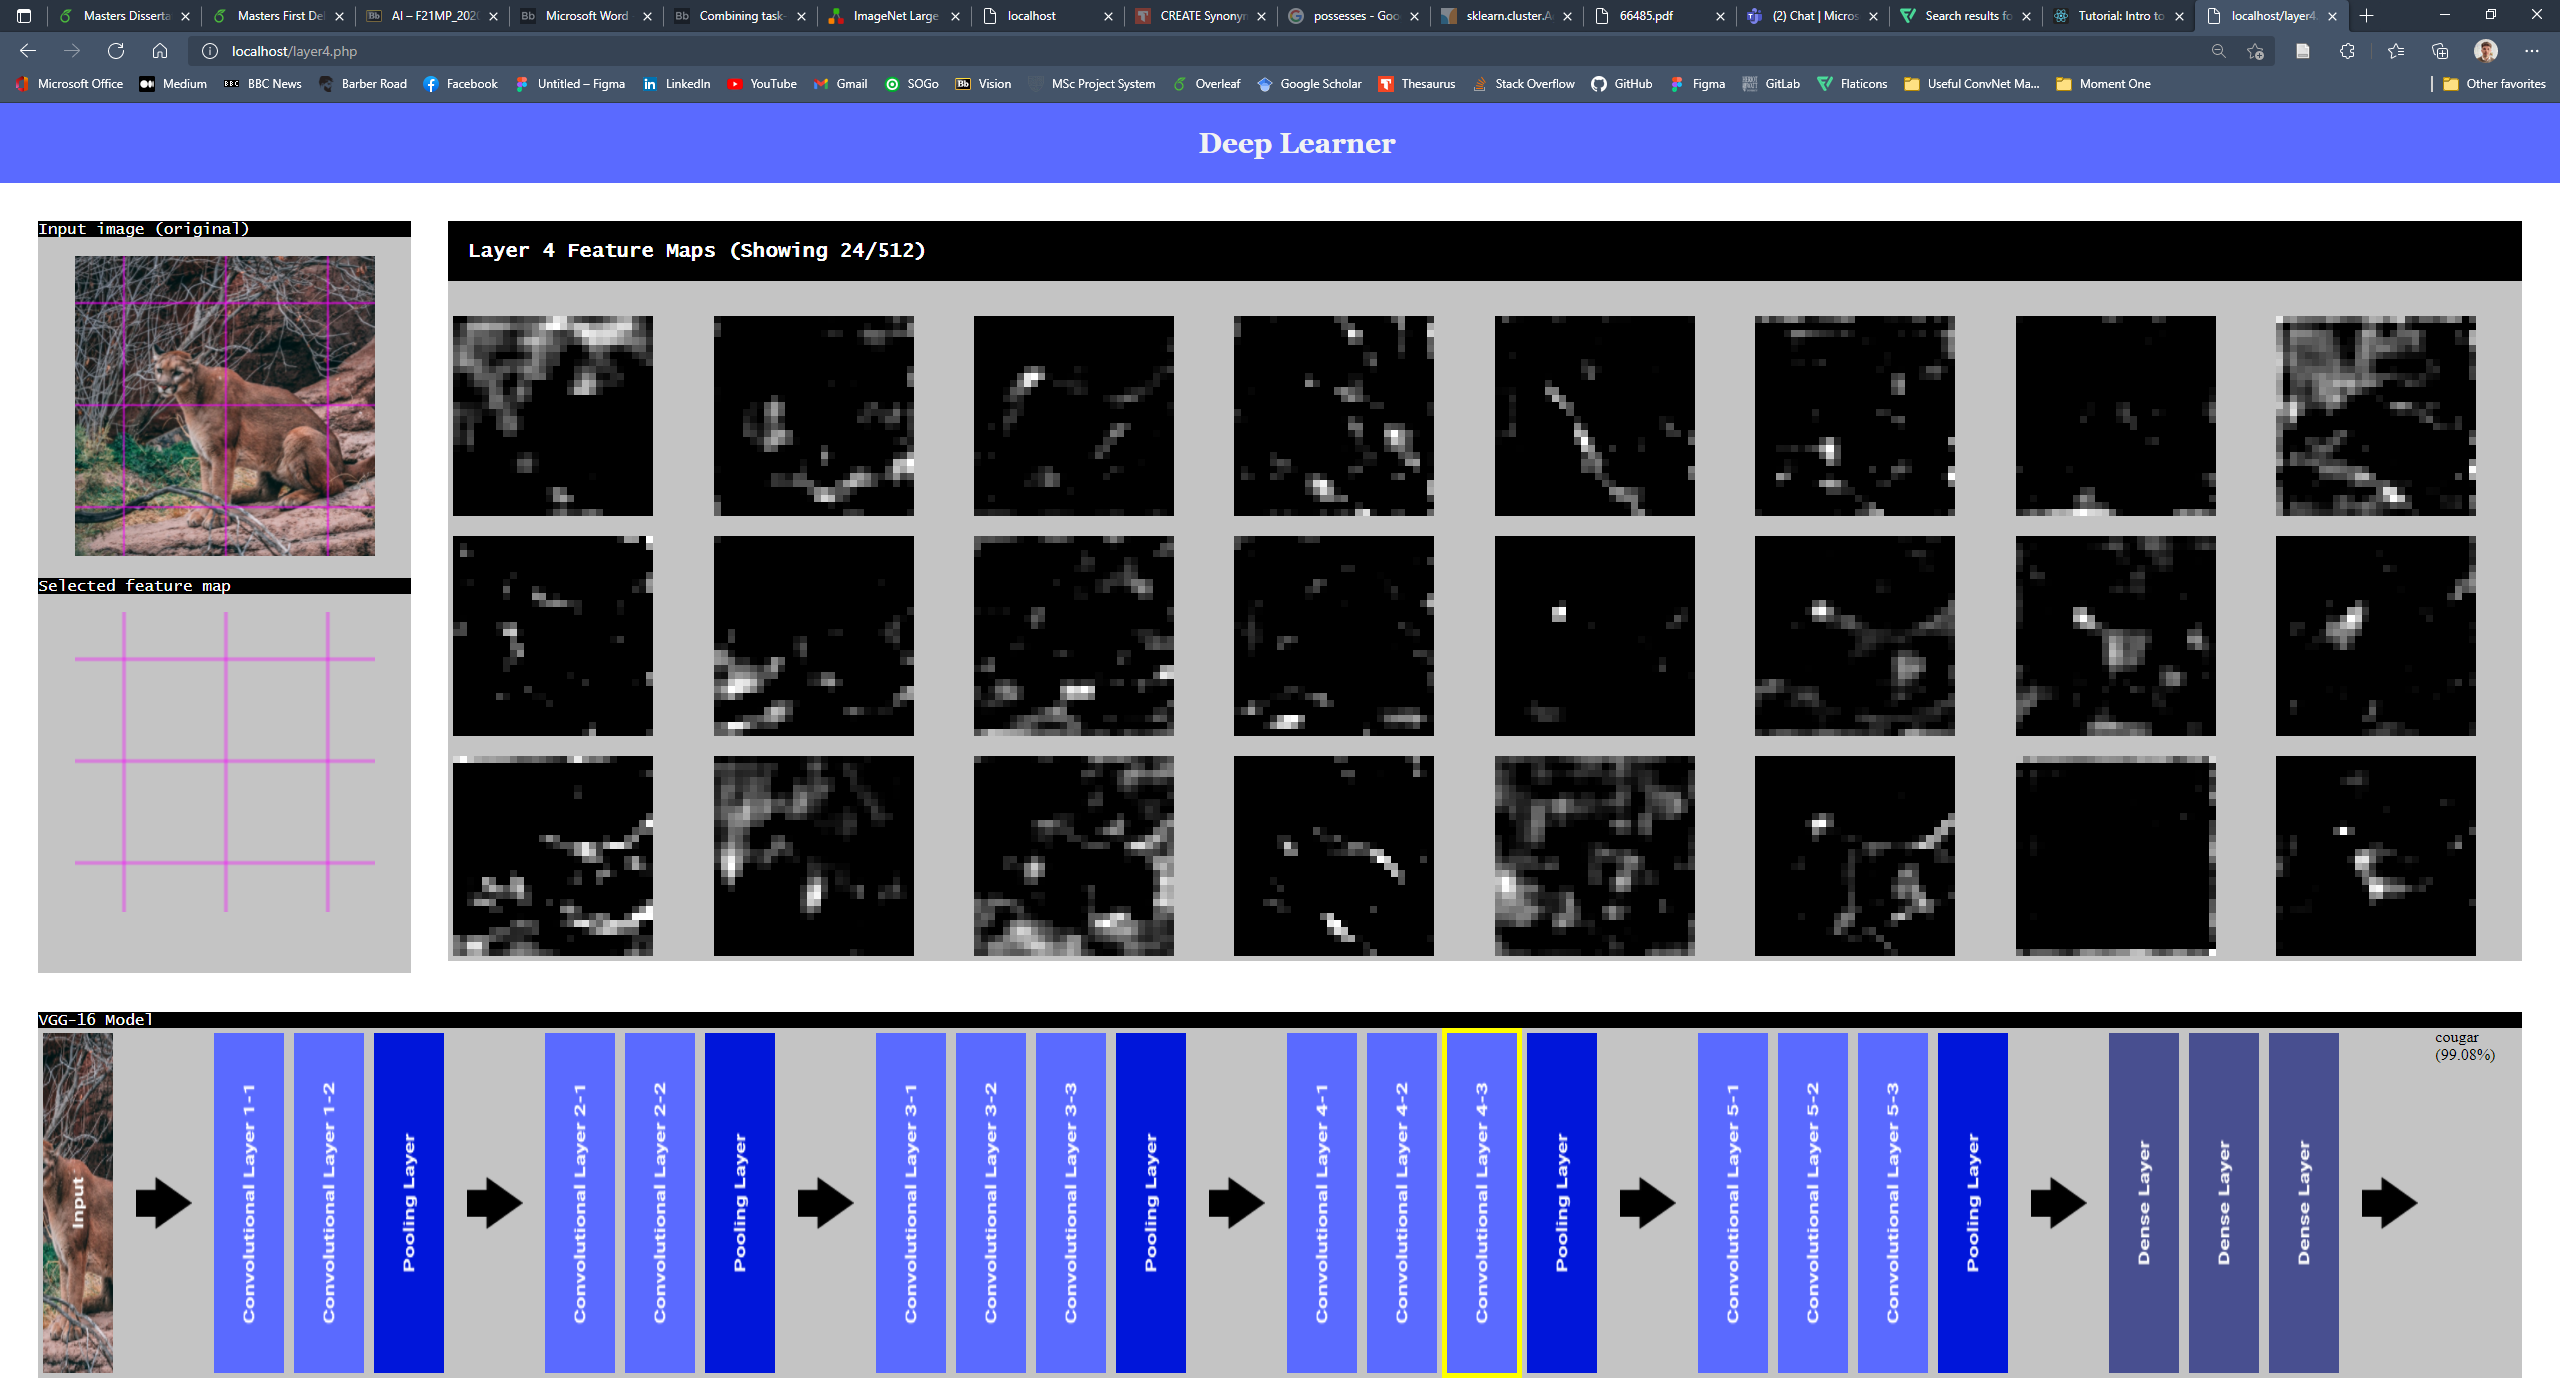 Masters Disserta
Masters First De
AI – F21MP_202
Microsoft Word
Combining task-
ImageNet Large
localhost
CREATE Synonyn
possesses - Goo
sklearn.cluster.A
66485.pdf
(2) Chat | Micros
Search results fo
Tutorial: Intro to
localhost/layer4.
localhost/layer4.php
Microsoft Office
Medium
BBC News
Barber Road
Facebook
Untitled – Figma
LinkedIn
YouTube
Gmail
SOGo
Vision
MSc Project System
Overleaf
Google Scholar
Thesaurus
Stack Overflow
GitHub
Figma
GitLab
Flaticons
Useful ConvNet Ma...
Moment One
Other favorites
Deep Learner
Input image (original)
Layer 4 Feature Maps (Showing 24/512)
Selected feature map
VGG-16 Model
Input
Convolutional Layer 1-1
Convolutional Layer 1-2
Pooling Layer
Convolutional Layer 2-1
Convolutional Layer 2-2
Pooling Layer
Convolutional Layer 3-1
Convolutional Layer 3-2
Convolutional Layer 3-3
Pooling Layer
Convolutional Layer 4-1
Convolutional Layer 4-2
Convolutional Layer 4-3
Pooling Layer
Convolutional Layer 5-1
Convolutional Layer 5-2
Convolutional Layer 5-3
Pooling Layer
Dense Layer
Dense Layer
Dense Layer
cougar
(99.08%)